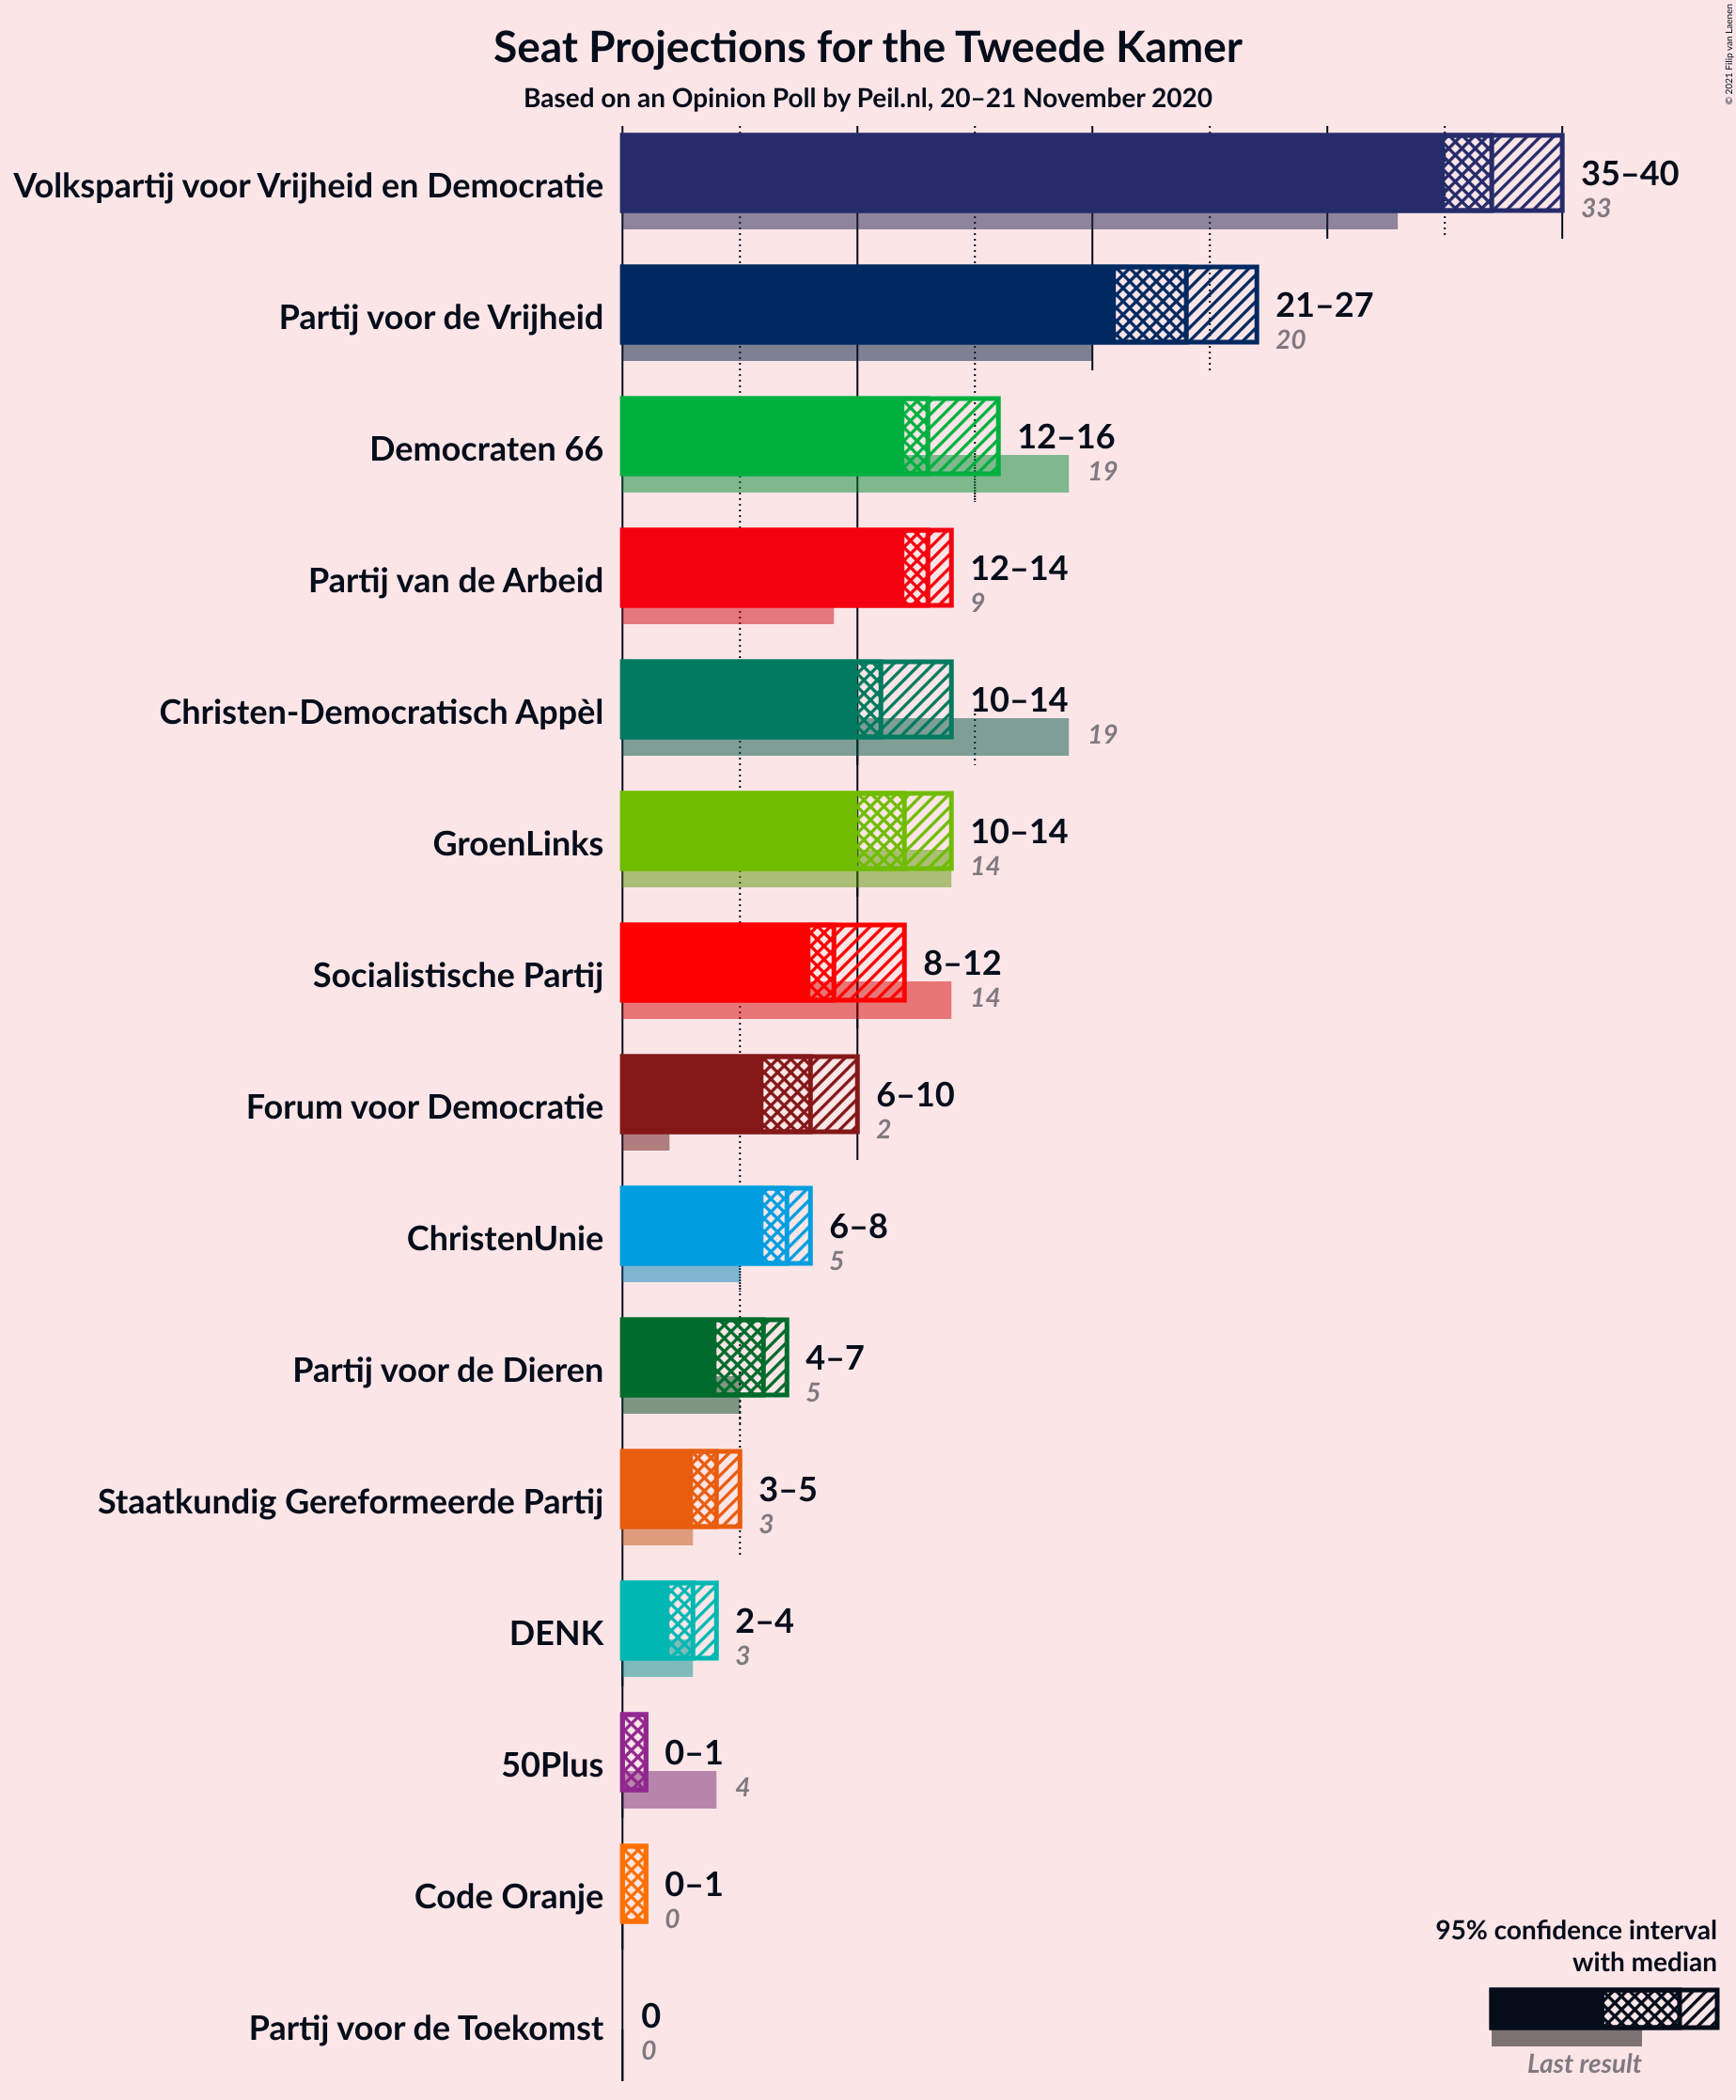 Seat Projections for the Tweede Kamer
Based on an Opinion Poll by Peil.nl, 20–21 November 2020
© 2021 Filip van Laenen
Volkspartij voor Vrijheid en Democratie
35–40
33
Partij voor de Vrijheid
21–27
20
Democraten 66
12–16
19
Partij van de Arbeid
12–14
9
Christen-Democratisch Appèl
10–14
19
GroenLinks
10–14
14
Socialistische Partij
8–12
14
Forum voor Democratie
6–10
2
ChristenUnie
6–8
5
Partij voor de Dieren
4–7
5
Staatkundig Gereformeerde Partij
3–5
3
DENK
2–4
3
50Plus
0–1
4
Code Oranje
0–1
0
Partij voor de Toekomst
0
0
95% confidence interval
with median
Last result